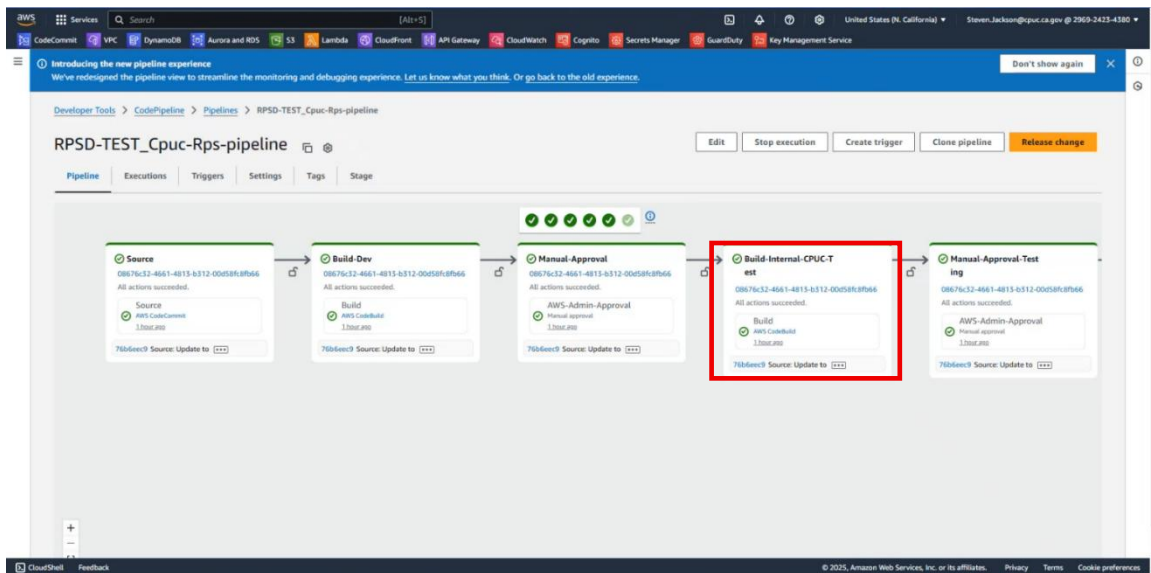 aws Services Search [Alt+S] United States (N. California) ▼ Steven.Jackson@cpuc.ca.gov @ 2969-2423-4380 ▼
CodeCommit VPC DynamoDB Aurora and RDS S3 Lambda CloudFront API Gateway CloudWatch Cognito Secrets Manager GuardDuty Key Management Service
Introducing the new pipeline experience
We've redesigned the pipeline view to streamline the monitoring and debugging experience. Let us know what you think. Or go back to the old experience.
Don't show again
Developer Tools > CodePipeline > Pipelines > RPSD-TEST_Cpuc-Rps-pipeline
RPSD-TEST_Cpuc-Rps-pipeline
Edit Stop execution Create trigger Clone pipeline Release change
Pipeline Executions Triggers Settings Tags Stage
Source
08676c32-4661-4813-b312-00d58fc8fb66
All actions succeeded.
Source
AWS CodeCommit
1 hour ago
76b6eec9 Source: Update to
Build-Dev
08676c32-4661-4813-b312-00d58fc8fb66
All actions succeeded.
Build
AWS CodeBuild
1 hour ago
76b6eec9 Source: Update to
Manual-Approval
08676c32-4661-4813-b312-00d58fc8fb66
All actions succeeded.
AWS-Admin-Approval
Manual approval
1 hour ago
76b6eec9 Source: Update to
Build-Internal-CPUC-T
est
08676c32-4661-4813-b312-00d58fc8fb66
All actions succeeded.
Build
AWS CodeBuild
1 hour ago
76b6eec9 Source: Update to
Manual-Approval-Test
ing
08676c32-4661-4813-b312-00d58fc8fb66
All actions succeeded.
AWS-Admin-Approval
Manual approval
1 hour ago
76b6eec9 Source: Update to
CloudShell Feedback © 2025, Amazon Web Services, Inc. or its affiliates. Privacy Terms Cookie preferences